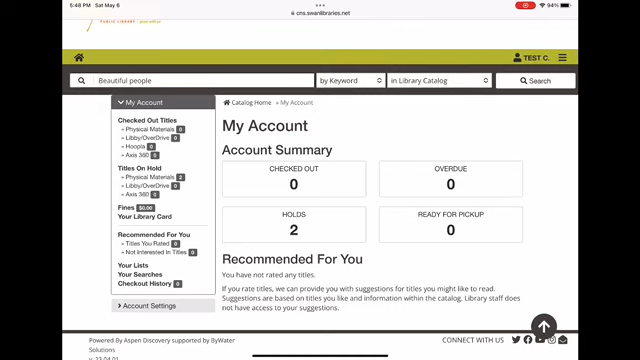 5:48 PM Sat May 6
94%
cns.swanlibraries.net
PUBLIC LIBRARY
TEST C.
Beautiful people
by Keyword
in Library Catalog
Search
My Account
Checked Out Titles
» Physical Materials 0
» Libby/OverDrive 0
» Hoopla 0
» Axis 360 0
Titles On Hold
» Physical Materials 2
» Libby/OverDrive 0
» Axis 360 0
Fines $0.00
Your Library Card
Recommended For You
» Titles You Rated 0
» Not Interested In Titles 0
Your Lists
Your Searches
Checkout History 0
Account Settings
Catalog Home » My Account
My Account
Account Summary
CHECKED OUT
0
OVERDUE
0
HOLDS
2
READY FOR PICKUP
0
Recommended For You
You have not rated any titles.
If you rate titles, we can provide you with suggestions for titles you might like to read.
Suggestions are based on titles you like and information within the catalog. Library staff does
not have access to your suggestions.
Powered By Aspen Discovery supported by ByWater
Solutions
v. 23.04.01
CONNECT WITH US